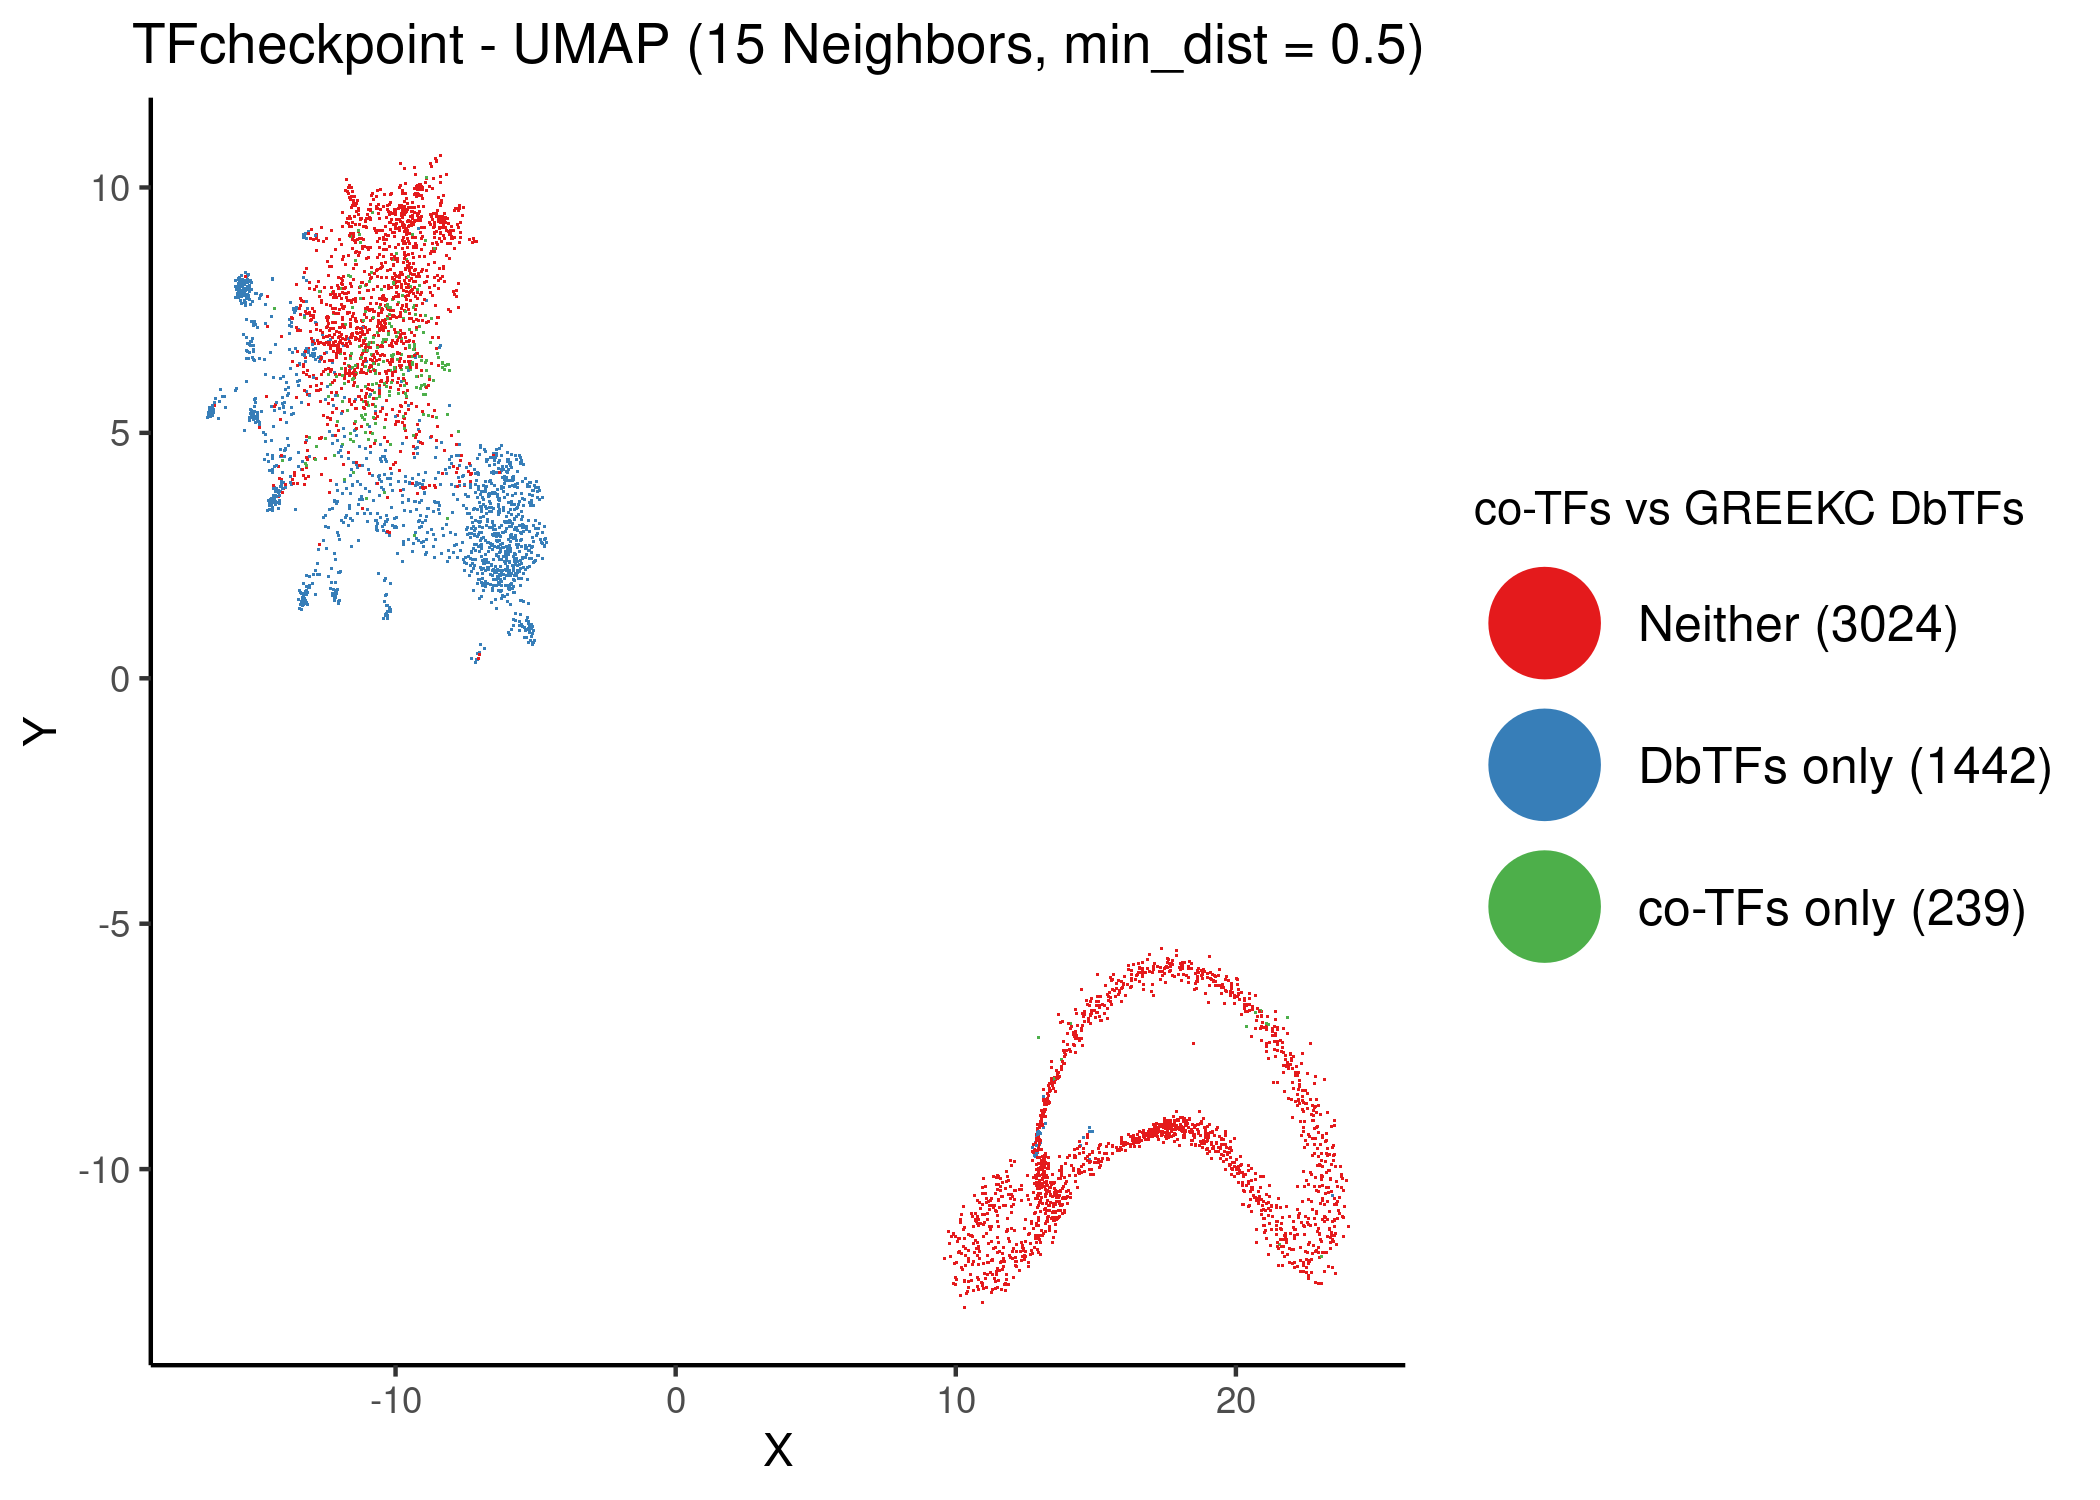 TFcheckpoint - UMAP (15 Neighbors, min_dist = 0.5)
10
5
0
-5
-10
Y
-10 0 10 20
X
co-TFs vs GREEKC DbTFs
Neither (3024)
DbTFs only (1442)
co-TFs only (239)